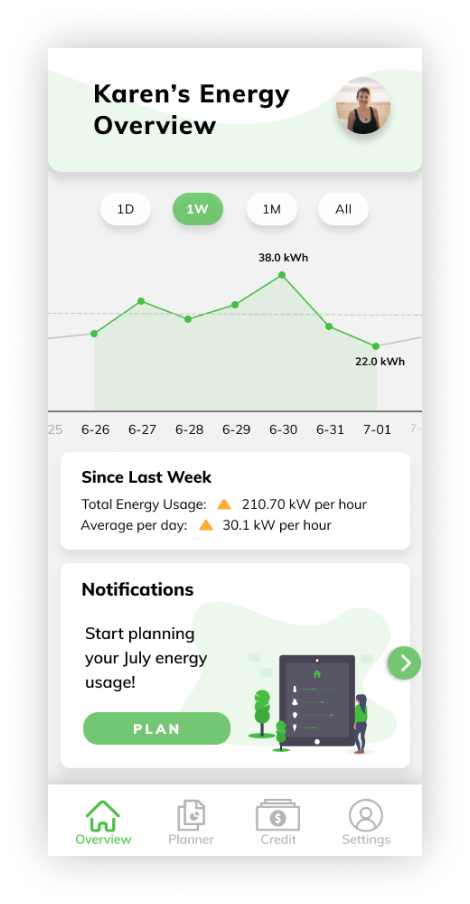 Karen’s Energy
Overview
1D 1W 1M All
38.0 kWh
22.0 kWh
25 6-26 6-27 6-28 6-29 6-30 6-31 7-01 7-
Since Last Week
Total Energy Usage: 210.70 kW per hour
Average per day: 30.1 kW per hour
Notifications
Start planning
your July energy
usage!
PLAN
Overview Planner Credit Settings